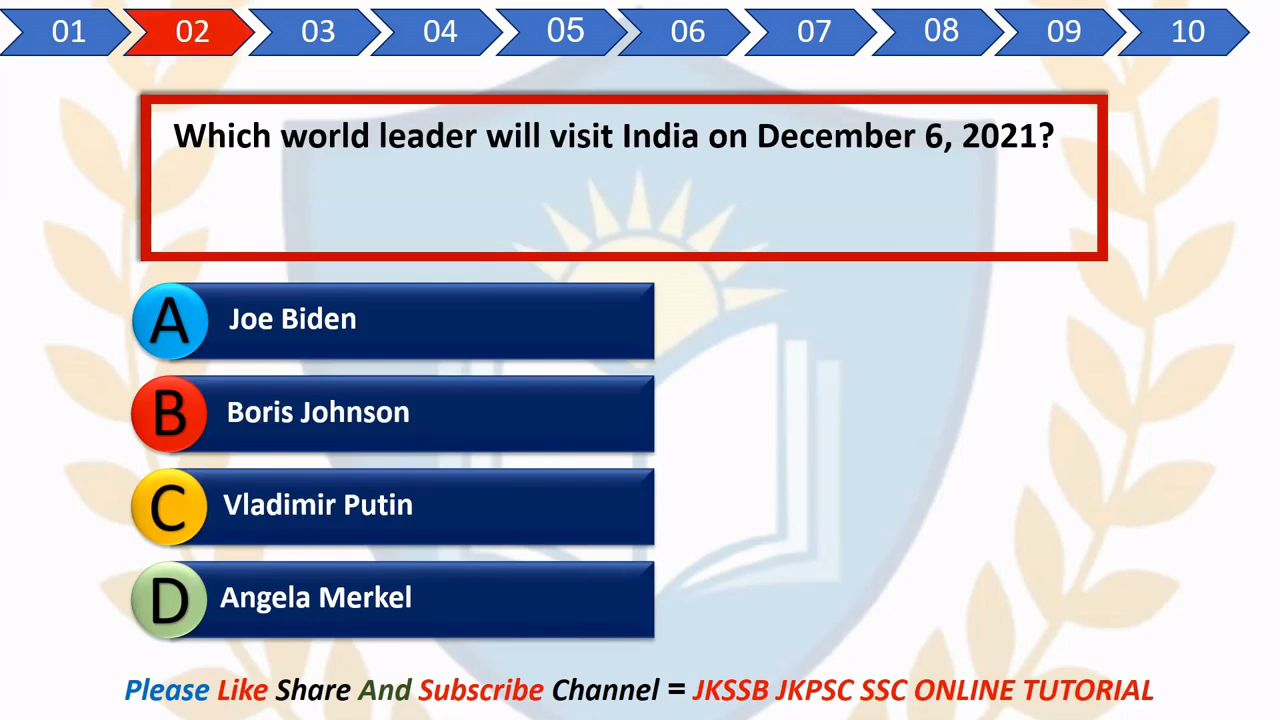 01 02 03 04 05 06 07 08 09 10
Which world leader will visit India on December 6, 2021?
A Joe Biden
B Boris Johnson
C Vladimir Putin
D Angela Merkel
Please Like Share And Subscribe Channel = JKSSB JKPSC SSC ONLINE TUTORIAL